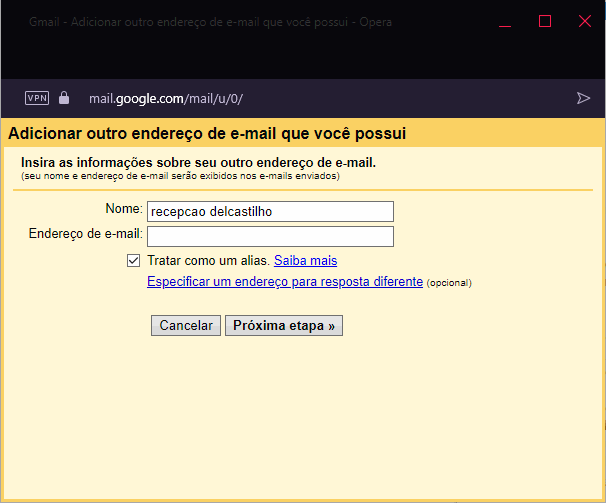 Gmail - Adicionar outro endereço de e-mail que você possui - Opera
VPN mail.google.com/mail/u/0/
Adicionar outro endereço de e-mail que você possui
Insira as informações sobre seu outro endereço de e-mail.
(seu nome e endereço de e-mail serão exibidos nos e-mails enviados)
Nome: recepcao delcastilho
Endereço de e-mail:
Tratar como um alias. Saiba mais
Especificar um endereço para resposta diferente (opcional)
Cancelar Próxima etapa »